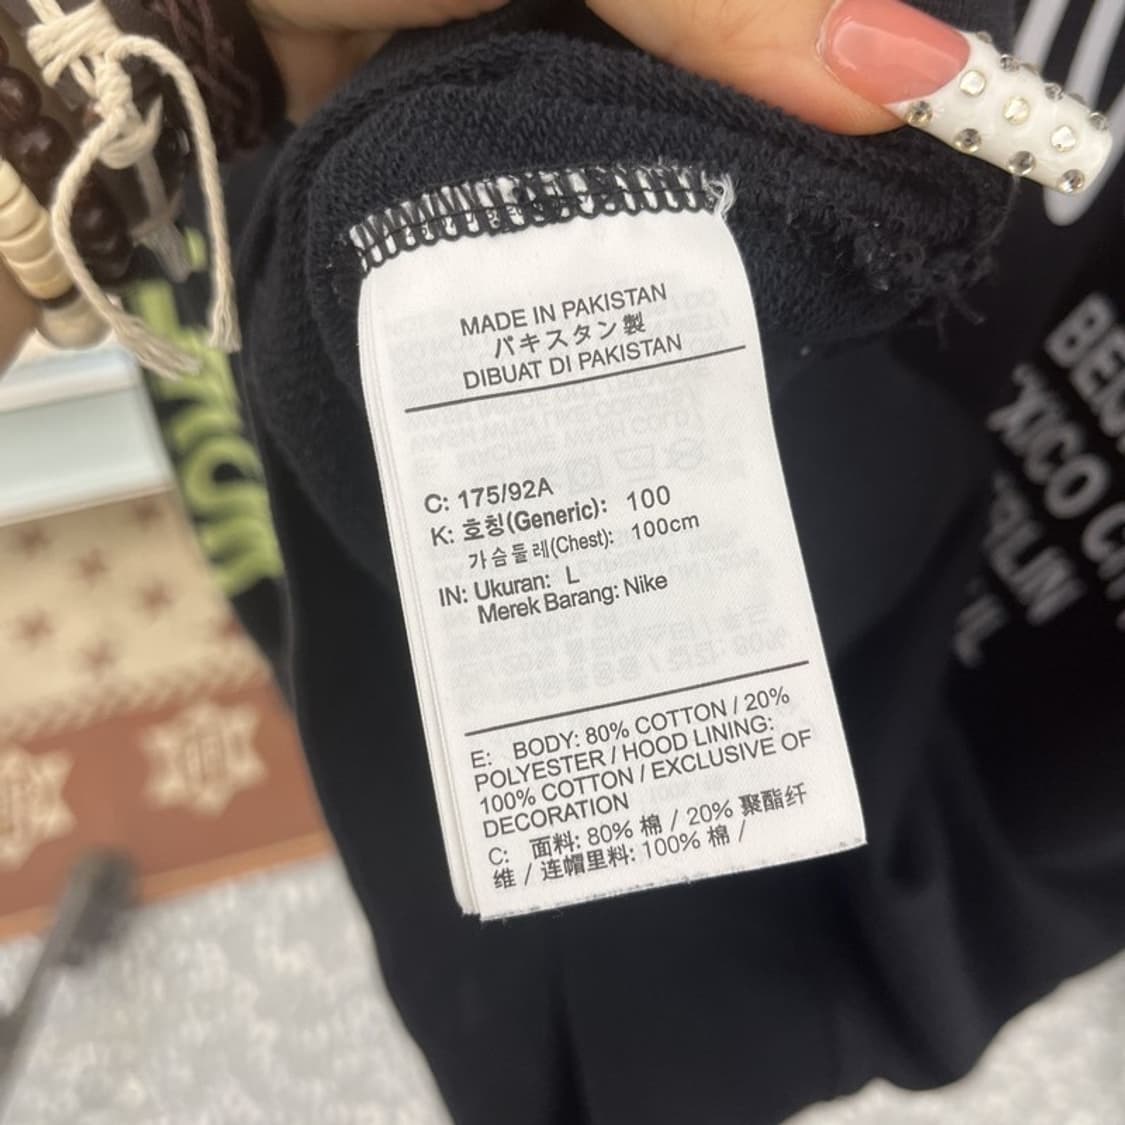 MADE IN PAKISTAN
パキスタン製
DIBUAT DI PAKISTAN
C: 175/92A
K: 호칭(Generic): 100
가슴둘레(Chest): 100cm
IN: Ukuran: L
Merek Barang: Nike
E: BODY: 80% COTTON / 20%
POLYESTER / HOOD LINING:
100% COTTON / EXCLUSIVE OF
DECORATION
C: 面料: 80% 棉 / 20% 聚酯纤
维 / 连帽里料: 100% 棉 /